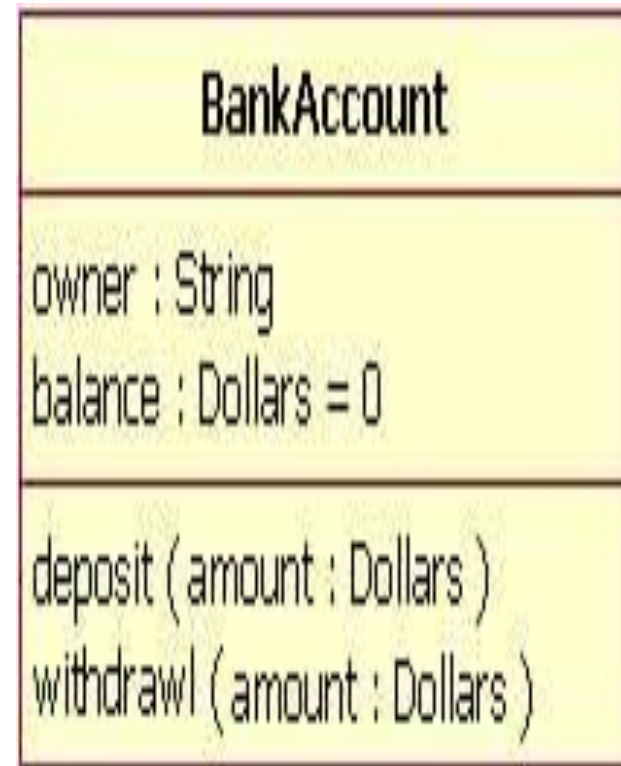 BankAccount
owner : String
balance : Dollars = 0
deposit ( amount : Dollars )
withdrawl ( amount : Dollars )